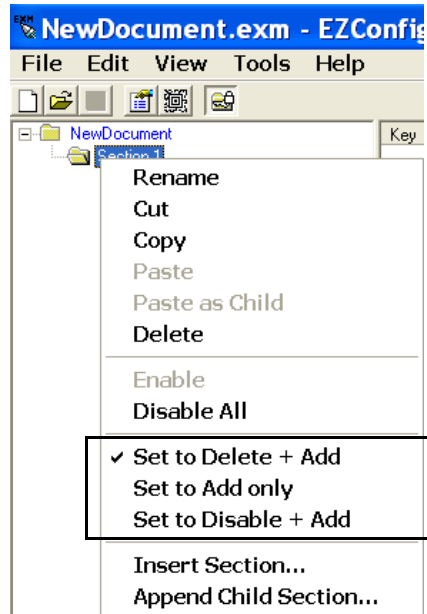 NewDocument.exm - EZConfig
File Edit View Tools Help
NewDocument
Key
Section 1
Rename
Cut
Copy
Paste
Paste as Child
Delete
Enable
Disable All
✓ Set to Delete + Add
Set to Add only
Set to Disable + Add
Insert Section...
Append Child Section...